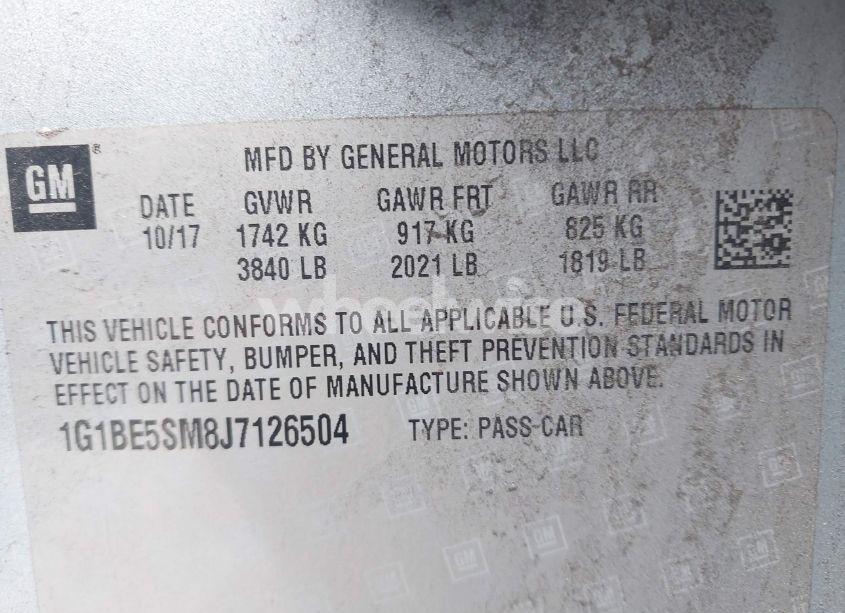 GM ®
MFD BY GENERAL MOTORS LLC
DATE GVWR GAWR FRT GAWR RR
10/17 1742 KG 917 KG 825 KG
3840 LB 2021 LB 1819 LB
THIS VEHICLE CONFORMS TO ALL APPLICABLE U.S. FEDERAL MOTOR
VEHICLE SAFETY, BUMPER, AND THEFT PREVENTION STANDARDS IN
EFFECT ON THE DATE OF MANUFACTURE SHOWN ABOVE.
1G1BE5SM8J7126504 TYPE: PASS CAR